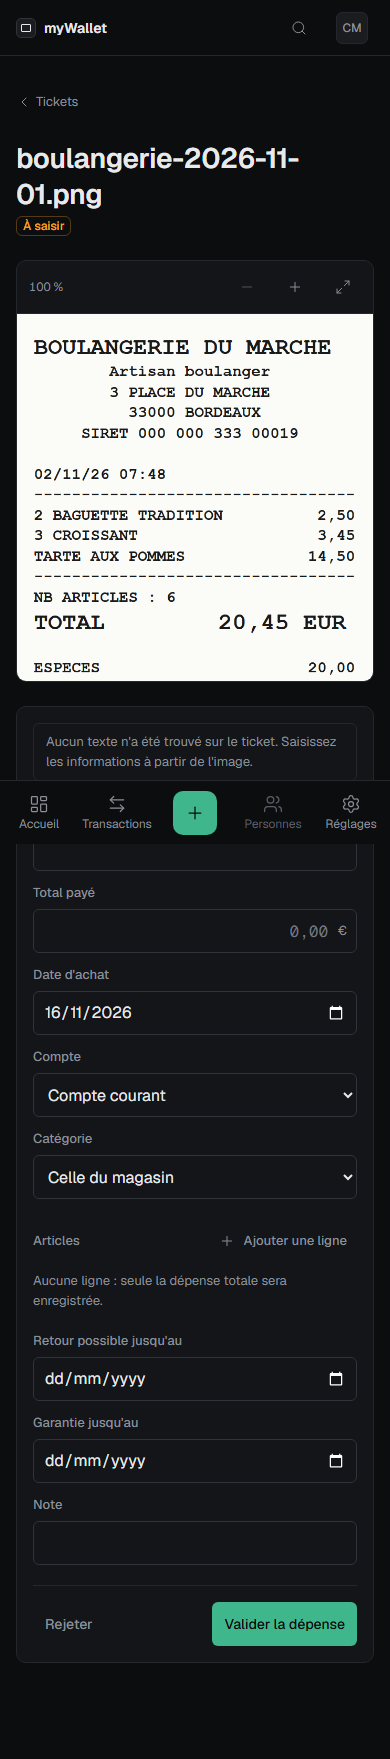 myWallet
CM
Tickets
boulangerie-2026-11-
01.png
À saisir
100 %
BOULANGERIE DU MARCHE
Artisan boulanger
3 PLACE DU MARCHE
33000 BORDEAUX
SIRET 000 000 333 00019
02/11/26 07:48
-----------------------------------
2 BAGUETTE TRADITION 2,50
3 CROISSANT 3,45
TARTE AUX POMMES 14,50
-----------------------------------
NB ARTICLES : 6
TOTAL 20,45 EUR
ESPECES 20,00
Aucun texte n'a été trouvé sur le ticket. Saisissez
les informations à partir de l'image.
Accueil
Transactions
Personnes
Réglages
Total payé
0,00 €
Date d'achat
16/11/2026
Compte
Compte courant
Catégorie
Celle du magasin
Articles
Ajouter une ligne
Aucune ligne : seule la dépense totale sera
enregistrée.
Retour possible jusqu'au
dd/mm/yyyy
Garantie jusqu'au
dd/mm/yyyy
Note
Rejeter
Valider la dépense